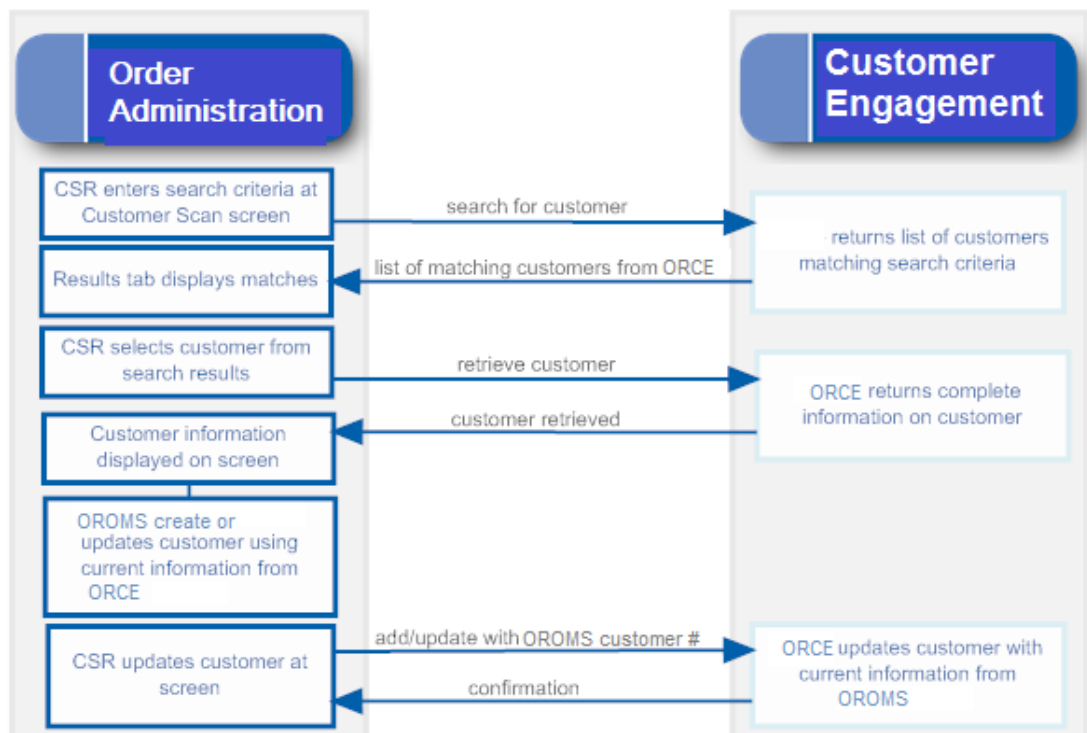 Order
Administration
Customer
Engagement
CSR enters search criteria at
Customer Scan screen
search for customer
returns list of customers
matching search criteria
list of matching customers from ORCE
Results tab displays matches
CSR selects customer from
search results
retrieve customer
ORCE returns complete
information on customer
customer retrieved
Customer information
displayed on screen
OROMS create or
updates customer using
current information from
ORCE
add/update with OROMS customer #
CSR updates customer at
screen
ORCE updates customer with
current information from
OROMS
confirmation